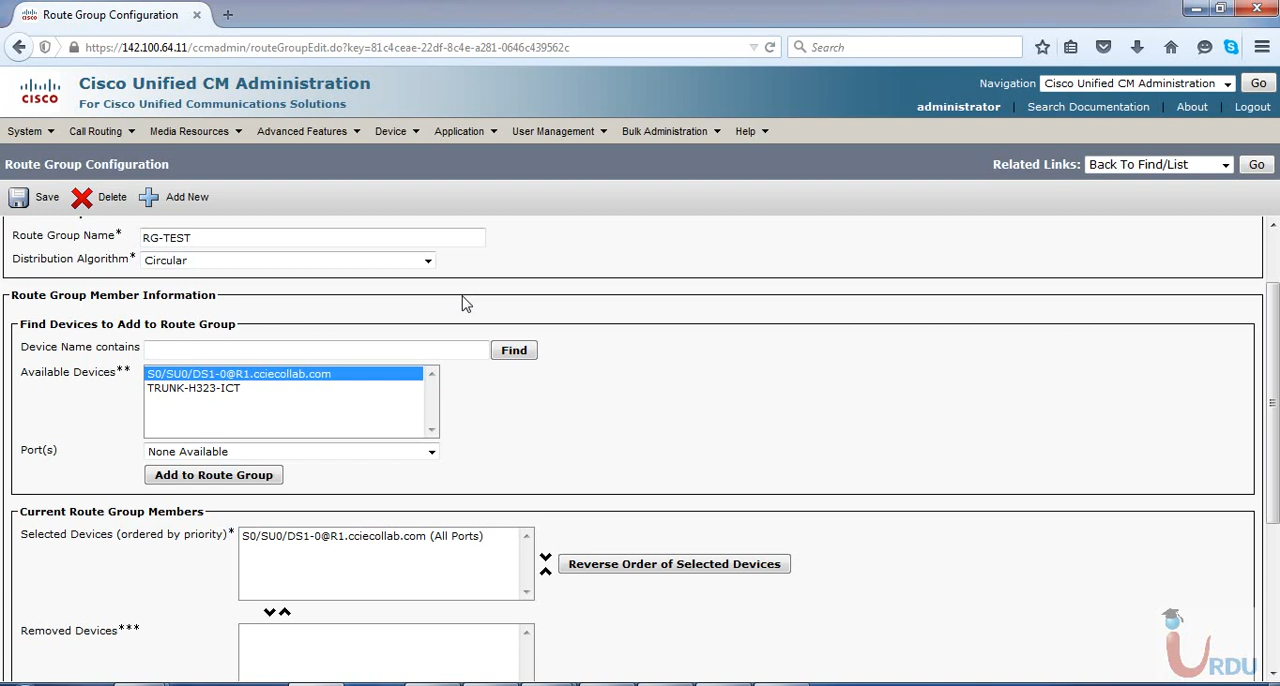 Route Group Configuration
https://142.100.64.11/ccmadmin/routeGroupEdit.do?key=81c4ceae-22df-8c4e-a281-0646c439562c
Search
CISCO
Cisco Unified CM Administration
For Cisco Unified Communications Solutions
Navigation Cisco Unified CM Administration Go
administrator | Search Documentation | About | Logout
System Call Routing Media Resources Advanced Features Device Application User Management Bulk Administration Help
Route Group Configuration
Related Links: Back To Find/List Go
Save Delete Add New
Route Group Name* RG-TEST
Distribution Algorithm* Circular
Route Group Member Information
Find Devices to Add to Route Group
Device Name contains Find
Available Devices** S0/SU0/DS1-0@R1.cciecollab.com
TRUNK-H323-ICT
Port(s) None Available
Add to Route Group
Current Route Group Members
Selected Devices (ordered by priority)* S0/SU0/DS1-0@R1.cciecollab.com (All Ports)
Reverse Order of Selected Devices
Removed Devices***
URDU